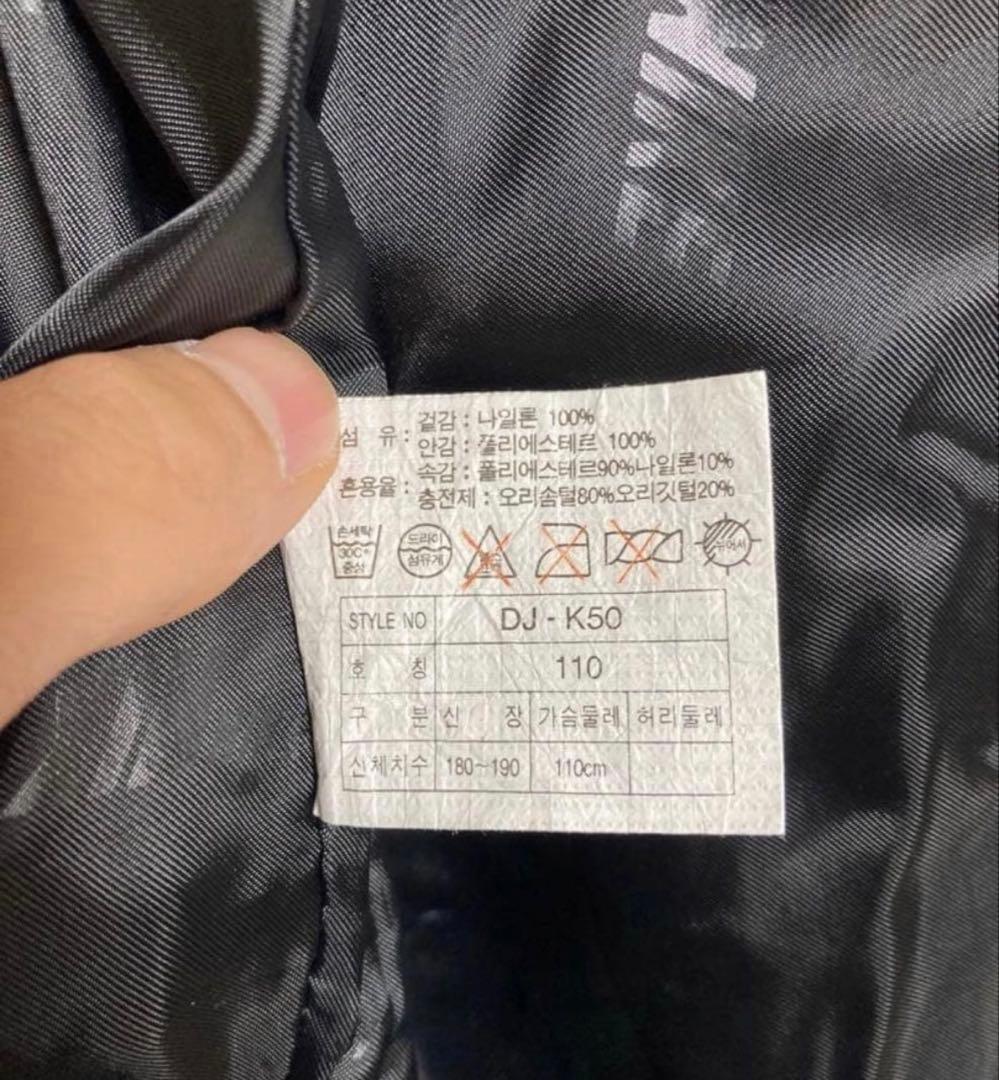 섬 유 : 겉감 : 나일론 100%
안감 : 폴리에스테르 100%
속감 : 폴리에스테르90%나일론10%
혼용율 : 충전제 : 오리솜털80%오리깃털20%
손세탁 30C° 중성
드라이 섬유계
뉘어서
STYLE NO DJ - K50
호 칭 110
구 분 신 장 가슴둘레 허리둘레
신체치수 180~190 110cm